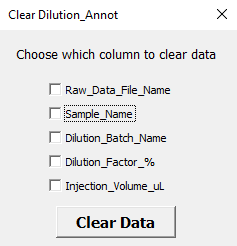 Clear Dilution_Annot
Choose which column to clear data
Raw_Data_File_Name
Sample_Name
Dilution_Batch_Name
Dilution_Factor_%
Injection_Volume_uL
Clear Data